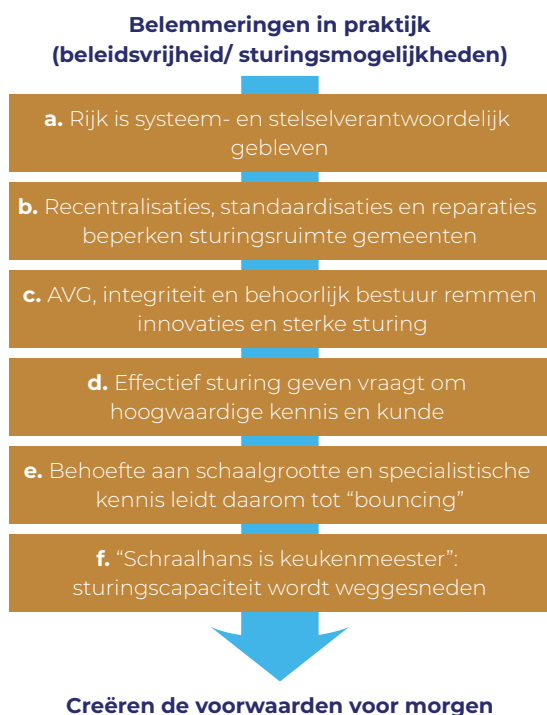 Belemmeringen in praktijk
(beleidsvrijheid/ sturingsmogelijkheden)
a. Rijk is systeem- en stelselverantwoordelijk
gebleven
b. Recentralisaties, standaardisaties en reparaties
beperken sturingsruimte gemeenten
c. AVG, integriteit en behoorlijk bestuur remmen
innovaties en sterke sturing
d. Effectief sturing geven vraagt om
hoogwaardige kennis en kunde
e. Behoefte aan schaalgrootte en specialistische
kennis leidt daarom tot “bouncing”
f. “Schraalhans is keukenmeester”:
sturingscapaciteit wordt weggesneden
Creëren de voorwaarden voor morgen